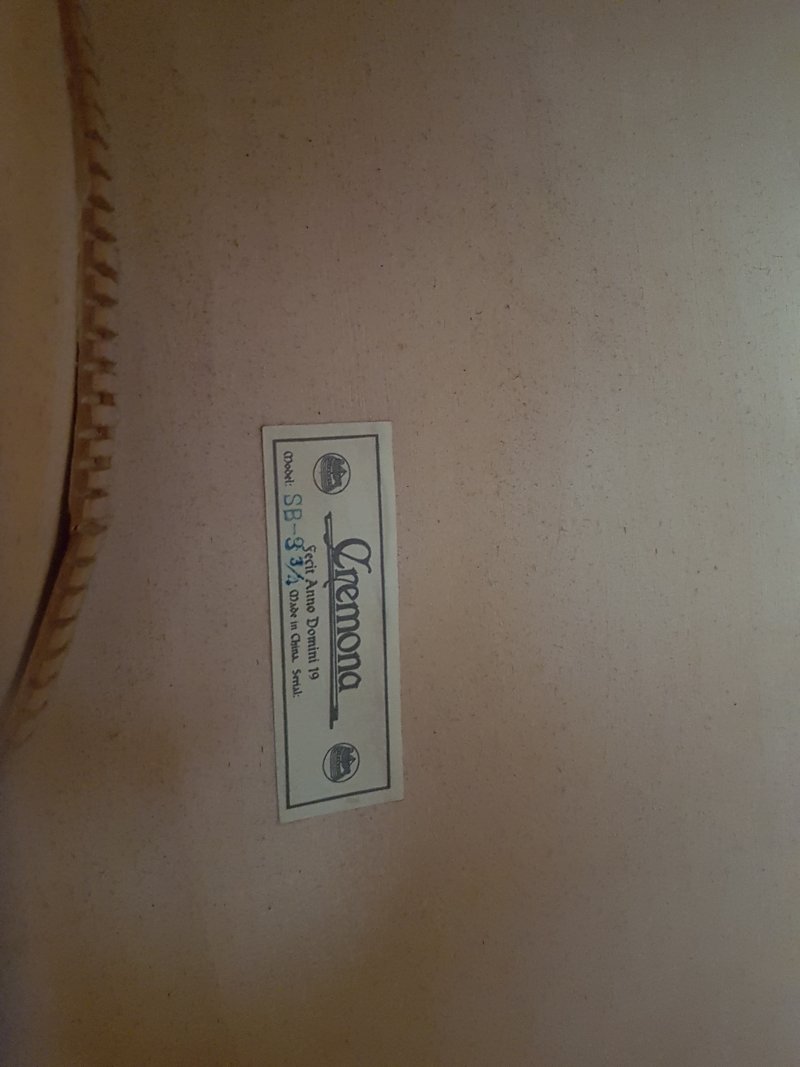 Cremona
Fecit Anno Domini 19
Model: SB-3 3/4 Made in China Serial: